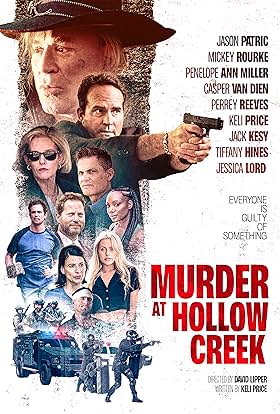 JASON PATRIC
MICKEY ROURKE
PENELOPE ANN MILLER
CASPER VAN DIEN
PERREY REEVES
KELI PRICE
JACK KESY
TIFFANY HINES
JESSICA LORD
EVERYONE
IS
GUILTY OF
SOMETHING
MURDER
AT HOLLOW
CREEK
DIRECTED BY DAVID LIPPER
WRITTEN BY KELI PRICE